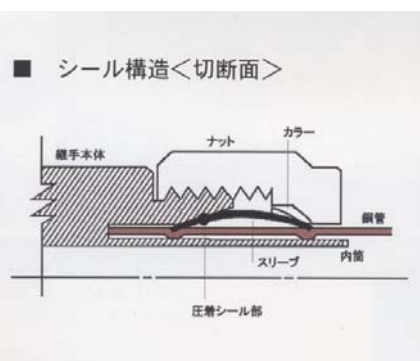 ■ シール構造＜切断面＞
ナット
カラー
継手本体
銅管
内筒
スリーブ
圧着シール部